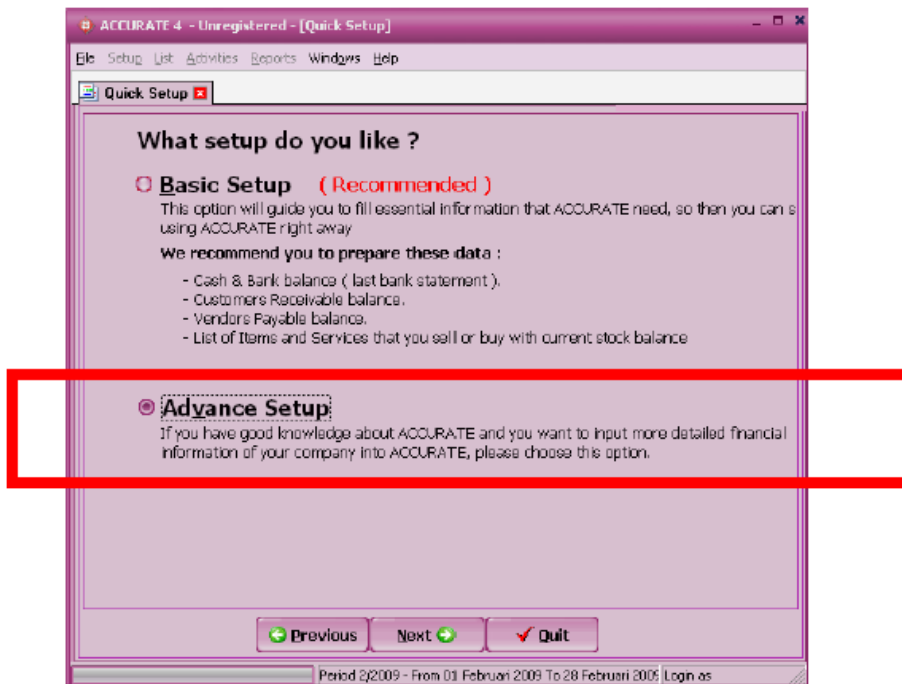 ACCURATE 4 - Unregistered - [Quick Setup]
File Setup List Activities Reports Windows Help
Quick Setup
What setup do you like ?
Basic Setup ( Recommended )
This option will guide you to fill essential information that ACCURATE need, so then you can s
using ACCURATE right away
We recommend you to prepare these data :
- Cash & Bank balance ( last bank statement ).
- Customers Receivable balance.
- Vendors Payable balance.
- List of Items and Services that you sell or buy with current stock balance
Advance Setup
If you have good knowledge about ACCURATE and you want to input more detailed financial
information of your company into ACCURATE, please choose this option.
Previous Next Quit
Period 2/2009 - From 01 Februari 2009 To 28 Februari 2009 Login as